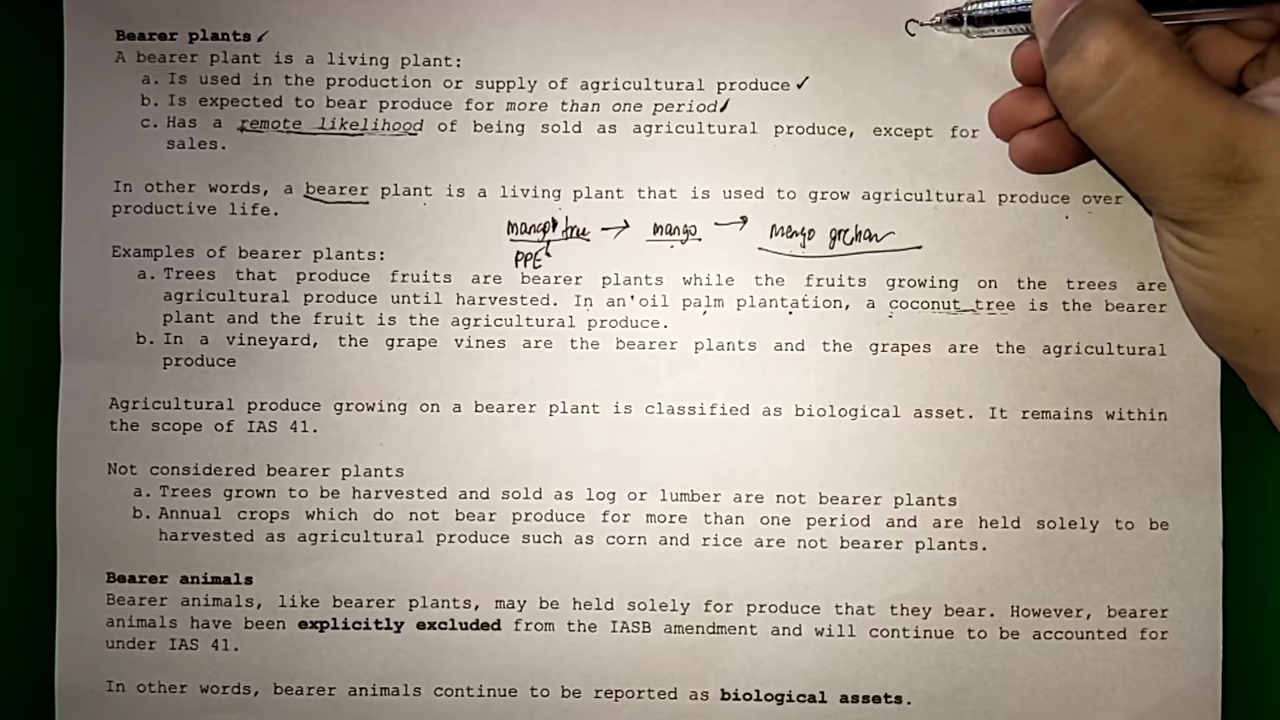 Bearer plants
A bearer plant is a living plant:
a. Is used in the production or supply of agricultural produce ✓
b. Is expected to bear produce for more than one period
c. Has a remote likelihood of being sold as agricultural produce, except for
sales.
In other words, a bearer plant is a living plant that is used to grow agricultural produce over
productive life.
mango tree → mango → mango
PPE
Examples of bearer plants:
a. Trees that produce fruits are bearer plants while the fruits growing on the trees are
agricultural produce until harvested. In an oil palm plantation, a coconut tree is the bearer
plant and the fruit is the agricultural produce.
b. In a vineyard, the grape vines are the bearer plants and the grapes are the agricultural
produce
Agricultural produce growing on a bearer plant is classified as biological asset. It remains within
the scope of IAS 41.
Not considered bearer plants
a. Trees grown to be harvested and sold as log or lumber are not bearer plants
b. Annual crops which do not bear produce for more than one period and are held solely to be
harvested as agricultural produce such as corn and rice are not bearer plants.
Bearer animals
Bearer animals, like bearer plants, may be held solely for produce that they bear. However, bearer
animals have been explicitly excluded from the IASB amendment and will continue to be accounted for
under IAS 41.
In other words, bearer animals continue to be reported as biological assets.